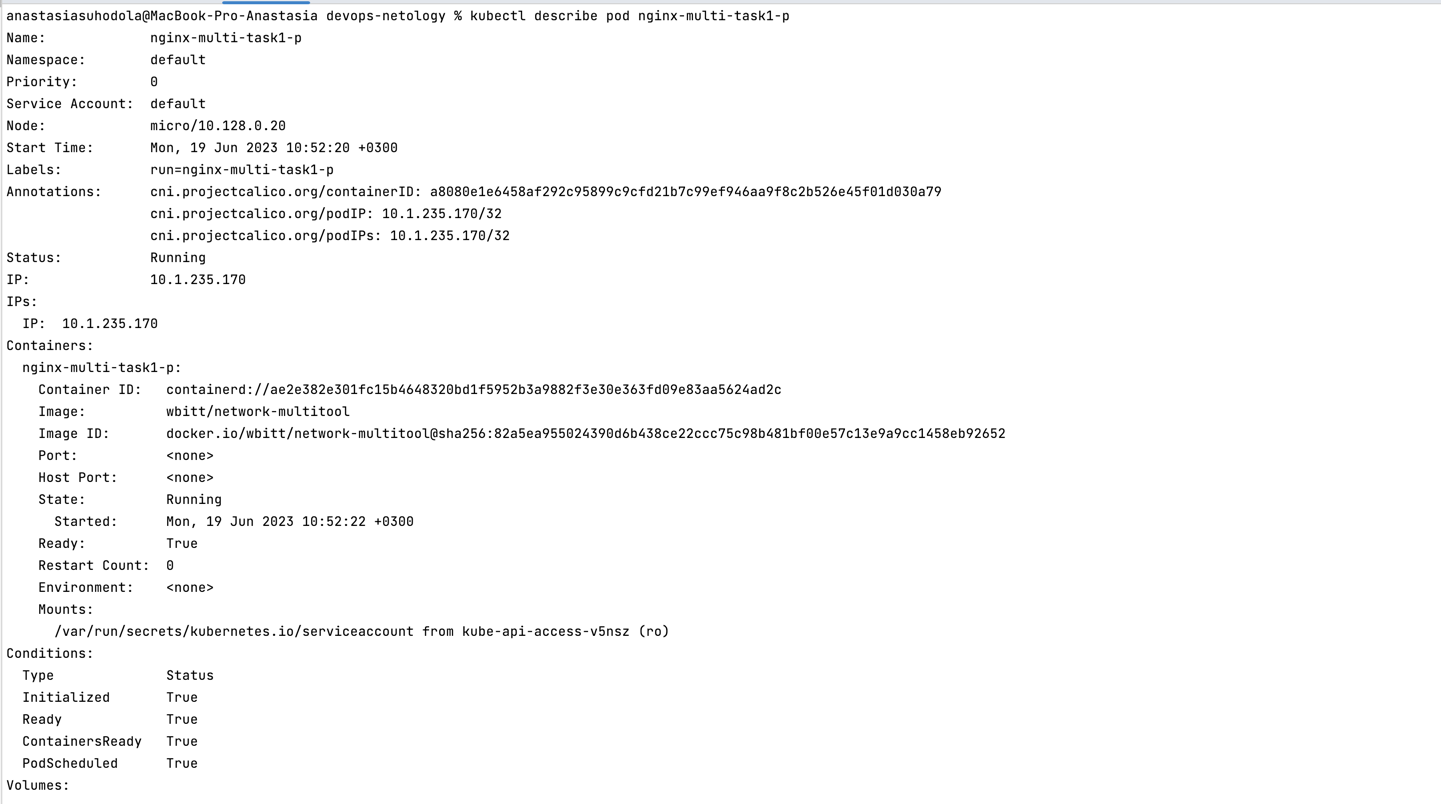 anastasiasuhodola@MacBook-Pro-Anastasia devops-netology % kubectl describe pod nginx-multi-task1-p
Name:             nginx-multi-task1-p
Namespace:        default
Priority:         0
Service Account:  default
Node:             micro/10.128.0.20
Start Time:       Mon, 19 Jun 2023 10:52:20 +0300
Labels:           run=nginx-multi-task1-p
Annotations:      cni.projectcalico.org/containerID: a8080e1e6458af292c95899c9cfd21b7c99ef946aa9f8c2b526e45f01d030a79
                  cni.projectcalico.org/podIP: 10.1.235.170/32
                  cni.projectcalico.org/podIPs: 10.1.235.170/32
Status:           Running
IP:               10.1.235.170
IPs:
  IP:  10.1.235.170
Containers:
  nginx-multi-task1-p:
    Container ID:   containerd://ae2e382e301fc15b4648320bd1f5952b3a9882f3e30e363fd09e83aa5624ad2c
    Image:          wbitt/network-multitool
    Image ID:       docker.io/wbitt/network-multitool@sha256:82a5ea955024390d6b438ce22ccc75c98b481bf00e57c13e9a9cc1458eb92652
    Port:           <none>
    Host Port:      <none>
    State:          Running
      Started:      Mon, 19 Jun 2023 10:52:22 +0300
    Ready:          True
    Restart Count:  0
    Environment:    <none>
    Mounts:
      /var/run/secrets/kubernetes.io/serviceaccount from kube-api-access-v5nsz (ro)
Conditions:
  Type              Status
  Initialized       True
  Ready             True
  ContainersReady   True
  PodScheduled      True
Volumes: